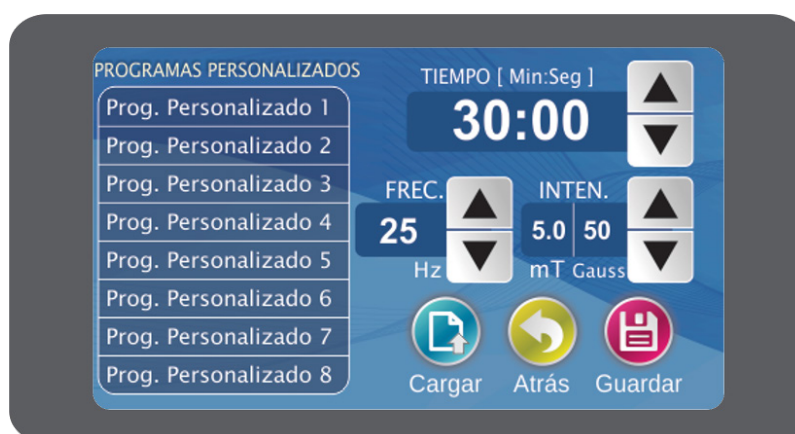 PROGRAMAS PERSONALIZADOS
Prog. Personalizado 1
Prog. Personalizado 2
Prog. Personalizado 3
Prog. Personalizado 4
Prog. Personalizado 5
Prog. Personalizado 6
Prog. Personalizado 7
Prog. Personalizado 8
TIEMPO [ Min:Seg ]
30:00
FREC.
25
Hz
INTEN.
5.0 50
mT Gauss
Cargar Atrás Guardar